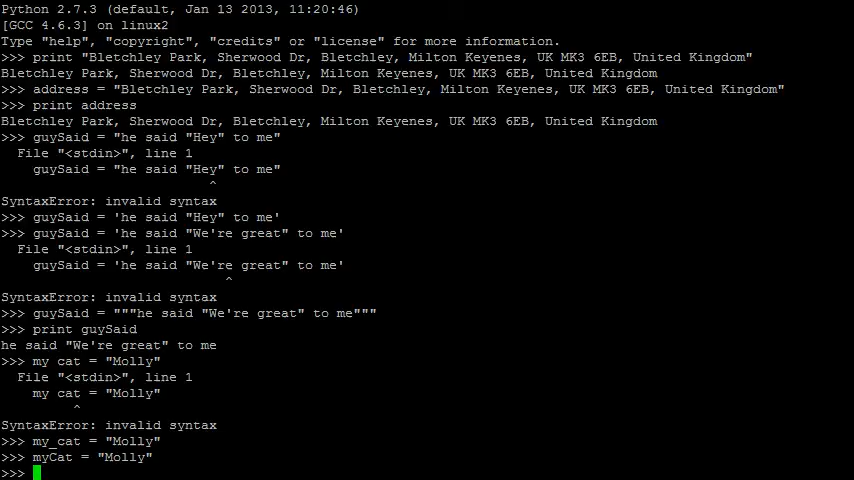 Python 2.7.3 (default, Jan 13 2013, 11:20:46)
[GCC 4.6.3] on linux2
Type "help", "copyright", "credits" or "license" for more information.
>>> print "Bletchley Park, Sherwood Dr, Bletchley, Milton Keyenes, UK MK3 6EB, United Kingdom"
Bletchley Park, Sherwood Dr, Bletchley, Milton Keyenes, UK MK3 6EB, United Kingdom
>>> address = "Bletchley Park, Sherwood Dr, Bletchley, Milton Keyenes, UK MK3 6EB, United Kingdom"
>>> print address
Bletchley Park, Sherwood Dr, Bletchley, Milton Keyenes, UK MK3 6EB, United Kingdom
>>> guySaid = "he said "Hey" to me"
  File "<stdin>", line 1
    guySaid = "he said "Hey" to me"
                          ^
SyntaxError: invalid syntax
>>> guySaid = 'he said "Hey" to me'
>>> guySaid = 'he said "We're great" to me'
  File "<stdin>", line 1
    guySaid = 'he said "We're great" to me'
                            ^
SyntaxError: invalid syntax
>>> guySaid = """he said "We're great" to me"""
>>> print guySaid
he said "We're great" to me
>>> my cat = "Molly"
  File "<stdin>", line 1
    my cat = "Molly"
         ^
SyntaxError: invalid syntax
>>> my_cat = "Molly"
>>> myCat = "Molly"
>>>